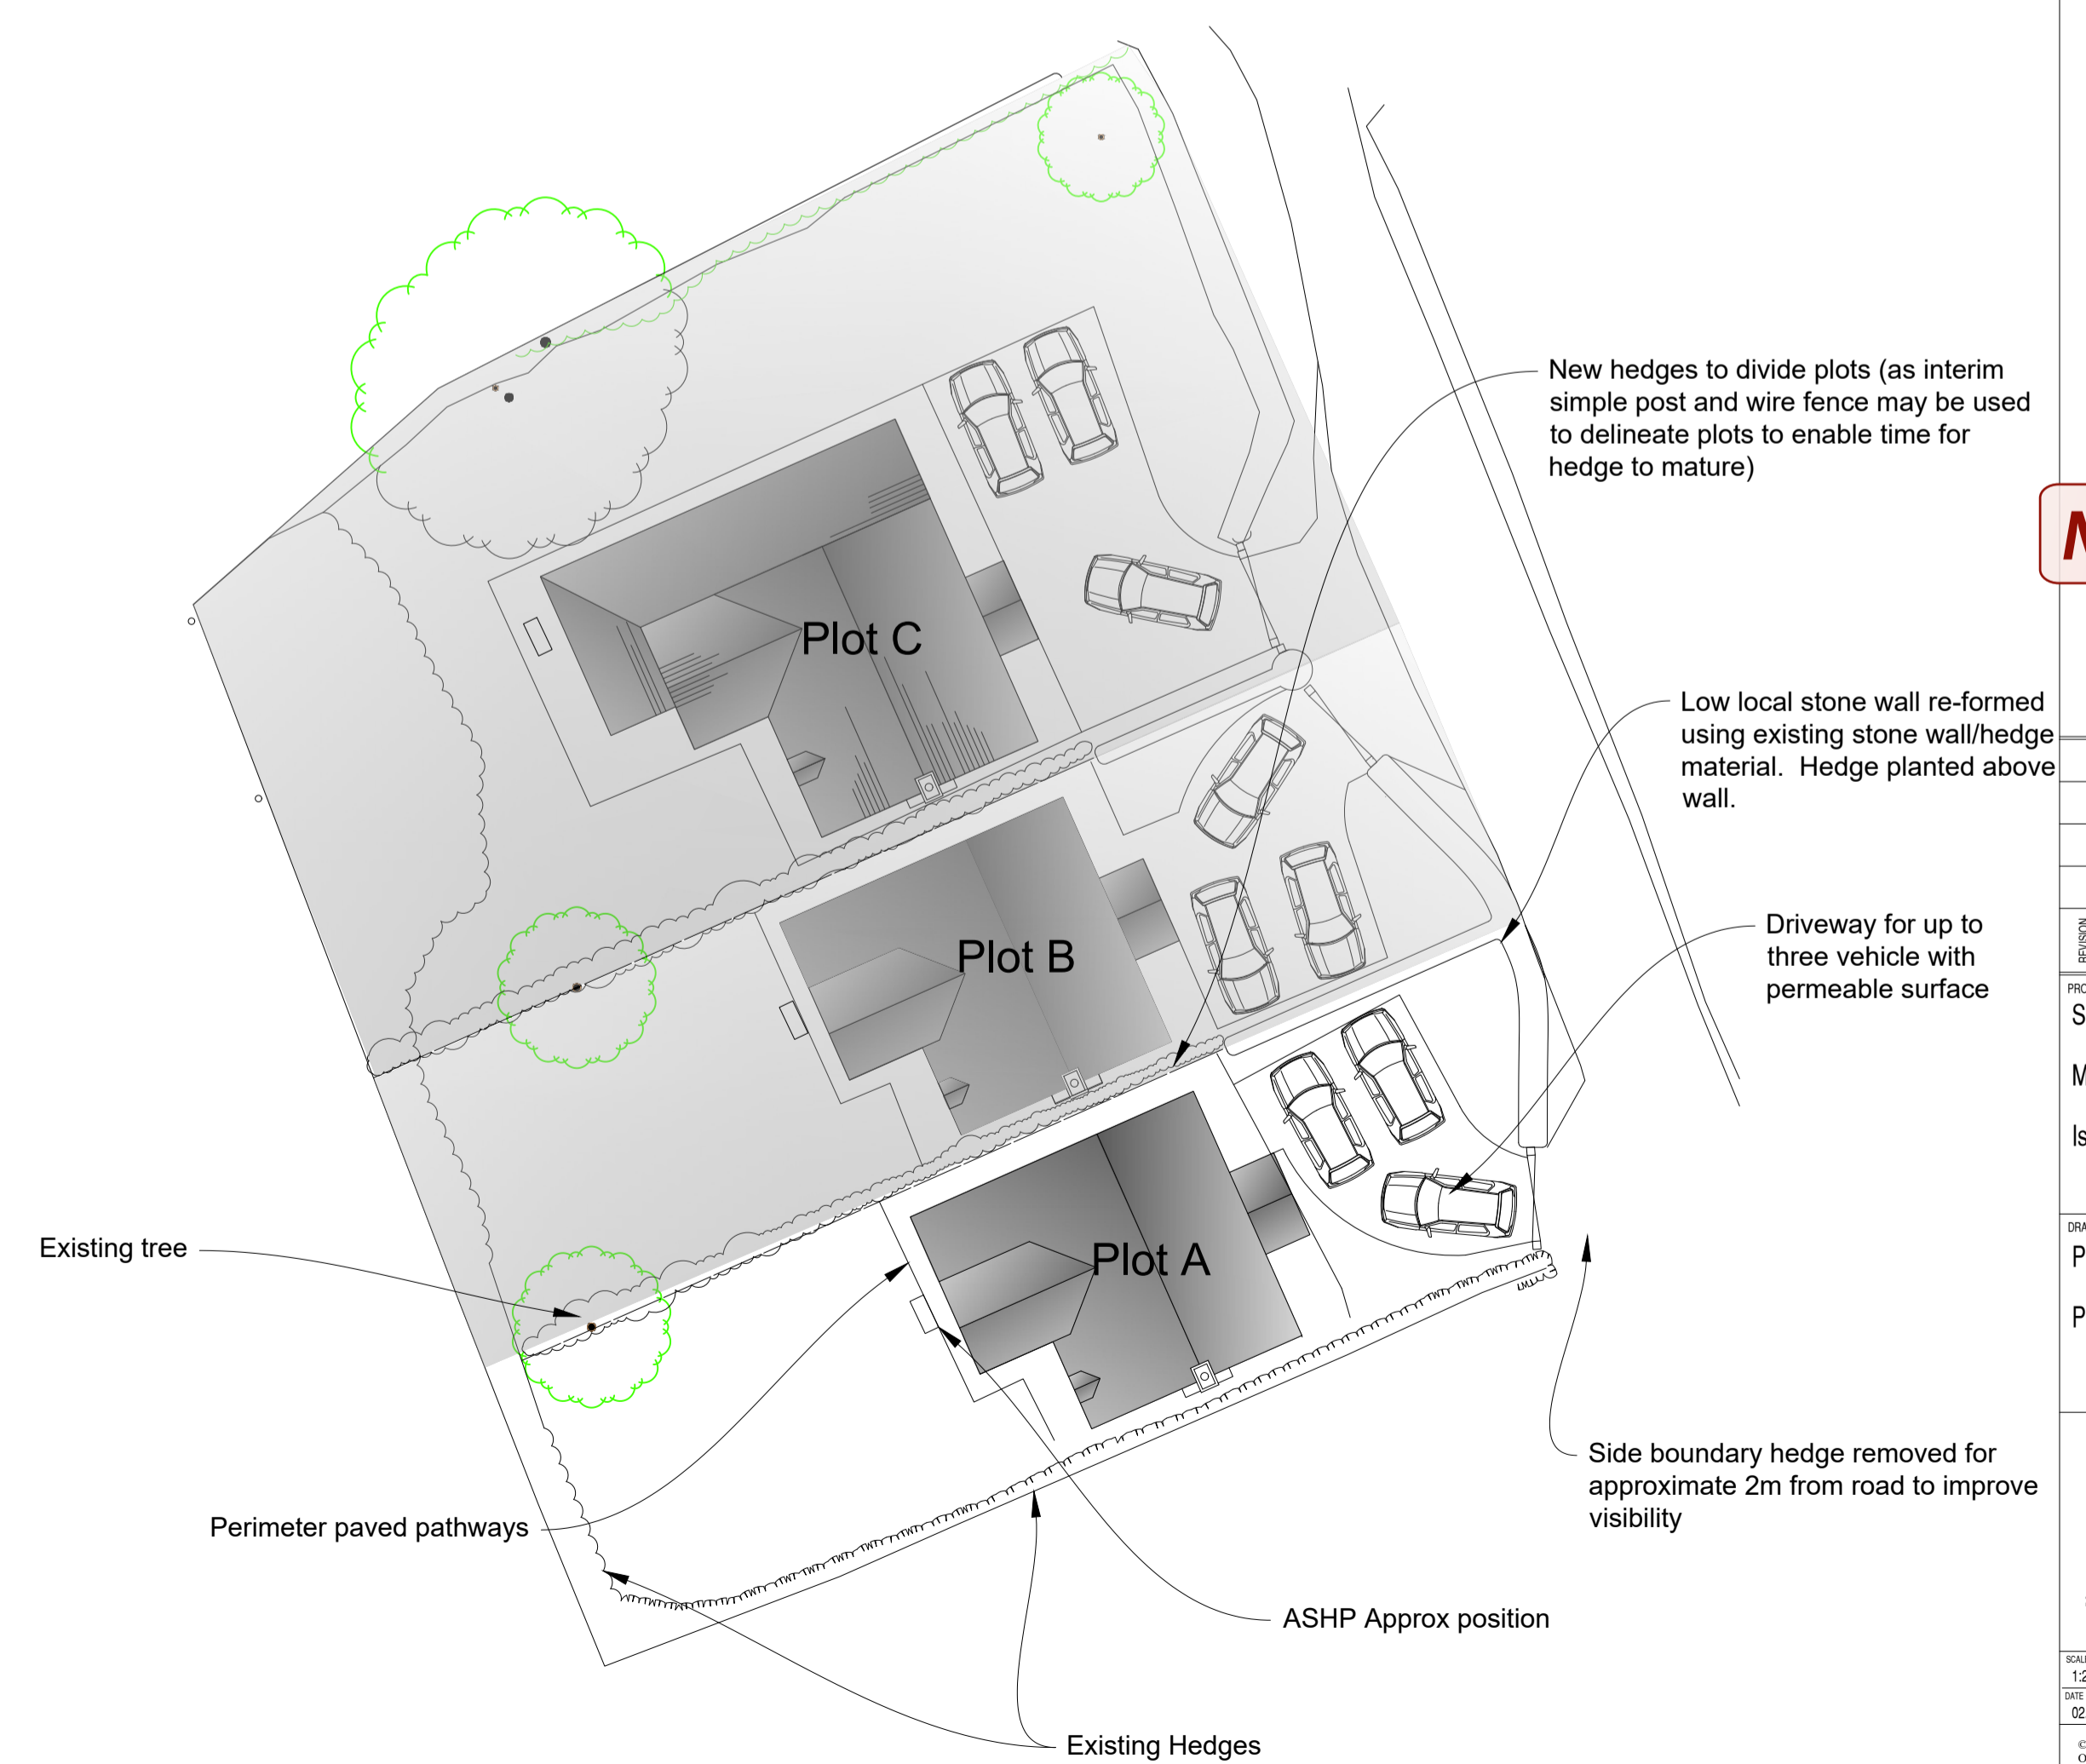 New hedges to divide plots (as interim
simple post and wire fence may be used
to delineate plots to enable time for
hedge to mature)
Plot C
Low local stone wall re-formed
using existing stone wall/hedge
material. Hedge planted above
wall.
Plot B
Driveway for up to
three vehicle with
permeable surface
REVISION
Existing tree
Plot A
Side boundary hedge removed for
approximate 2m from road to improve
visibility
Perimeter paved pathways
ASHP Approx position
Existing Hedges
DATE
02